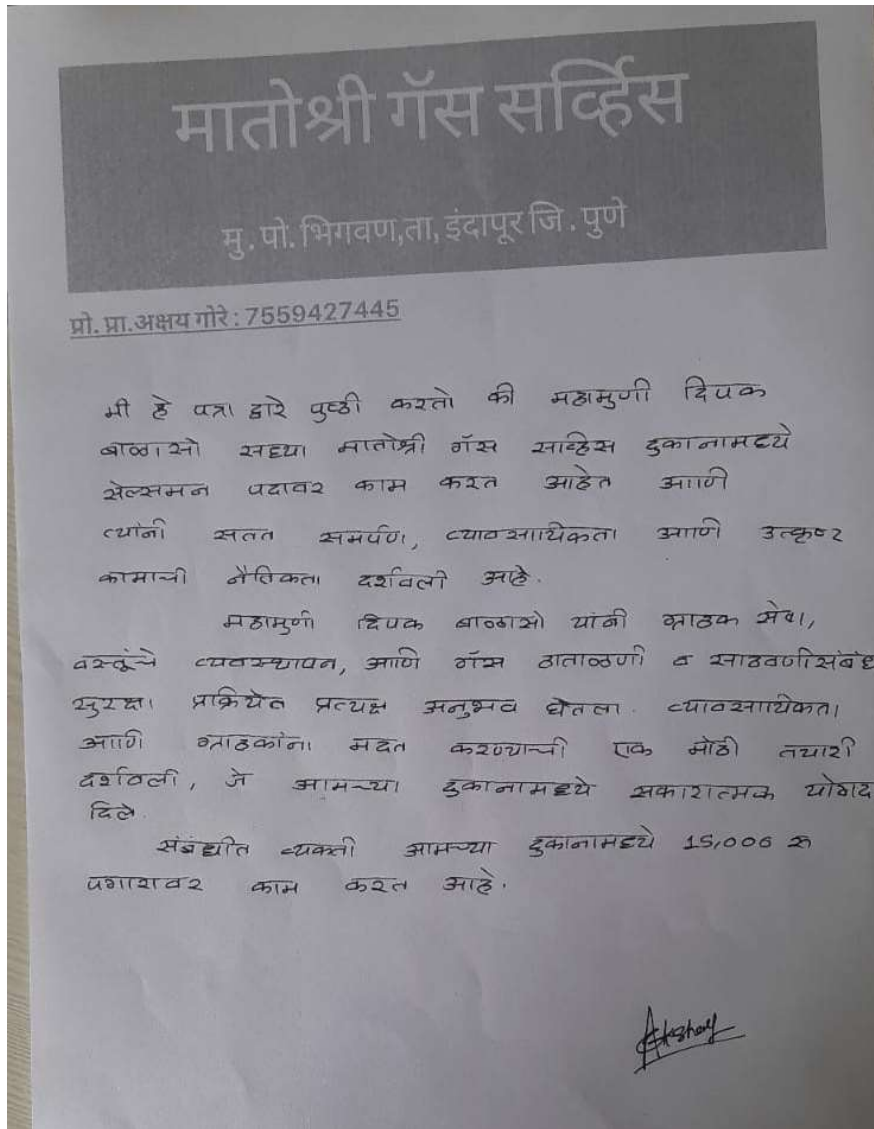 मातोश्री गॅस सर्व्हिस
मु. पो. भिगवण,ता, इंदापूर जि . पुणे
प्रो. प्रा.अक्षय गोरे : 7559427445
मी हे पत्रा द्वारे पुष्ठी करतो की महामुणी दिपक
बाळासो सध्या मातोश्री गॅस सर्व्हिस दुकानामध्ये
सेल्समन पदावर काम करत आहेत आणि
त्यांनी सतत समर्पण, व्यावसायिकता आणि उत्कृष्ट
कामाची नैतिकता दर्शवली आहे.
महामुणी दिपक बाळासो यांनी ग्राहक सेवा,
वस्तूंचे व्यवस्थापन, आणि गॅस हाताळणी व साठवणीसंबंध
सुरक्षा प्रक्रियेत प्रत्यक्ष अनुभव घेतला. व्यावसायिकता
आणि ग्राहकांना मदत करण्याची एक मोठी तयारी
दर्शवली, जे आमच्या दुकानामध्ये सकारात्मक योगद
दिले.
संबंधीत व्यक्ती आमच्या दुकानामध्ये 15,000 रु
पगारावर काम करत आहे.
Akshay